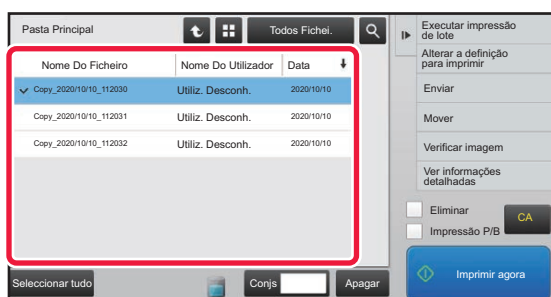 Pasta Principal
Todos Fichei.
Nome Do Ficheiro Nome Do Utilizador Data
Copy_2020/10/10_112030 Utiliz. Desconh. 2020/10/10
Copy_2020/10/10_112031 Utiliz. Desconh. 2020/10/10
Copy_2020/10/10_112032 Utiliz. Desconh. 2020/10/10
Seleccionar tudo
Conjs
Apagar
Executar impressão
de lote
Alterar a definição
para imprimir
Enviar
Mover
Verificar imagem
Ver informações
detalhadas
Eliminar
Impressão P/B
CA
Imprimir agora